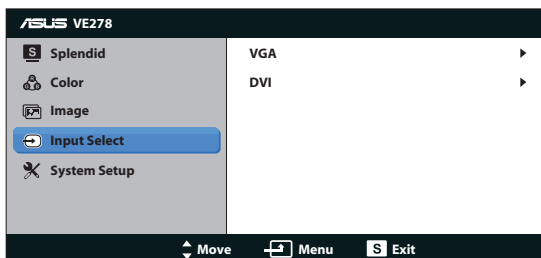 ASUS VE278
S Splendid
Color
Image
Input Select
System Setup
VGA
DVI
Move Menu S Exit